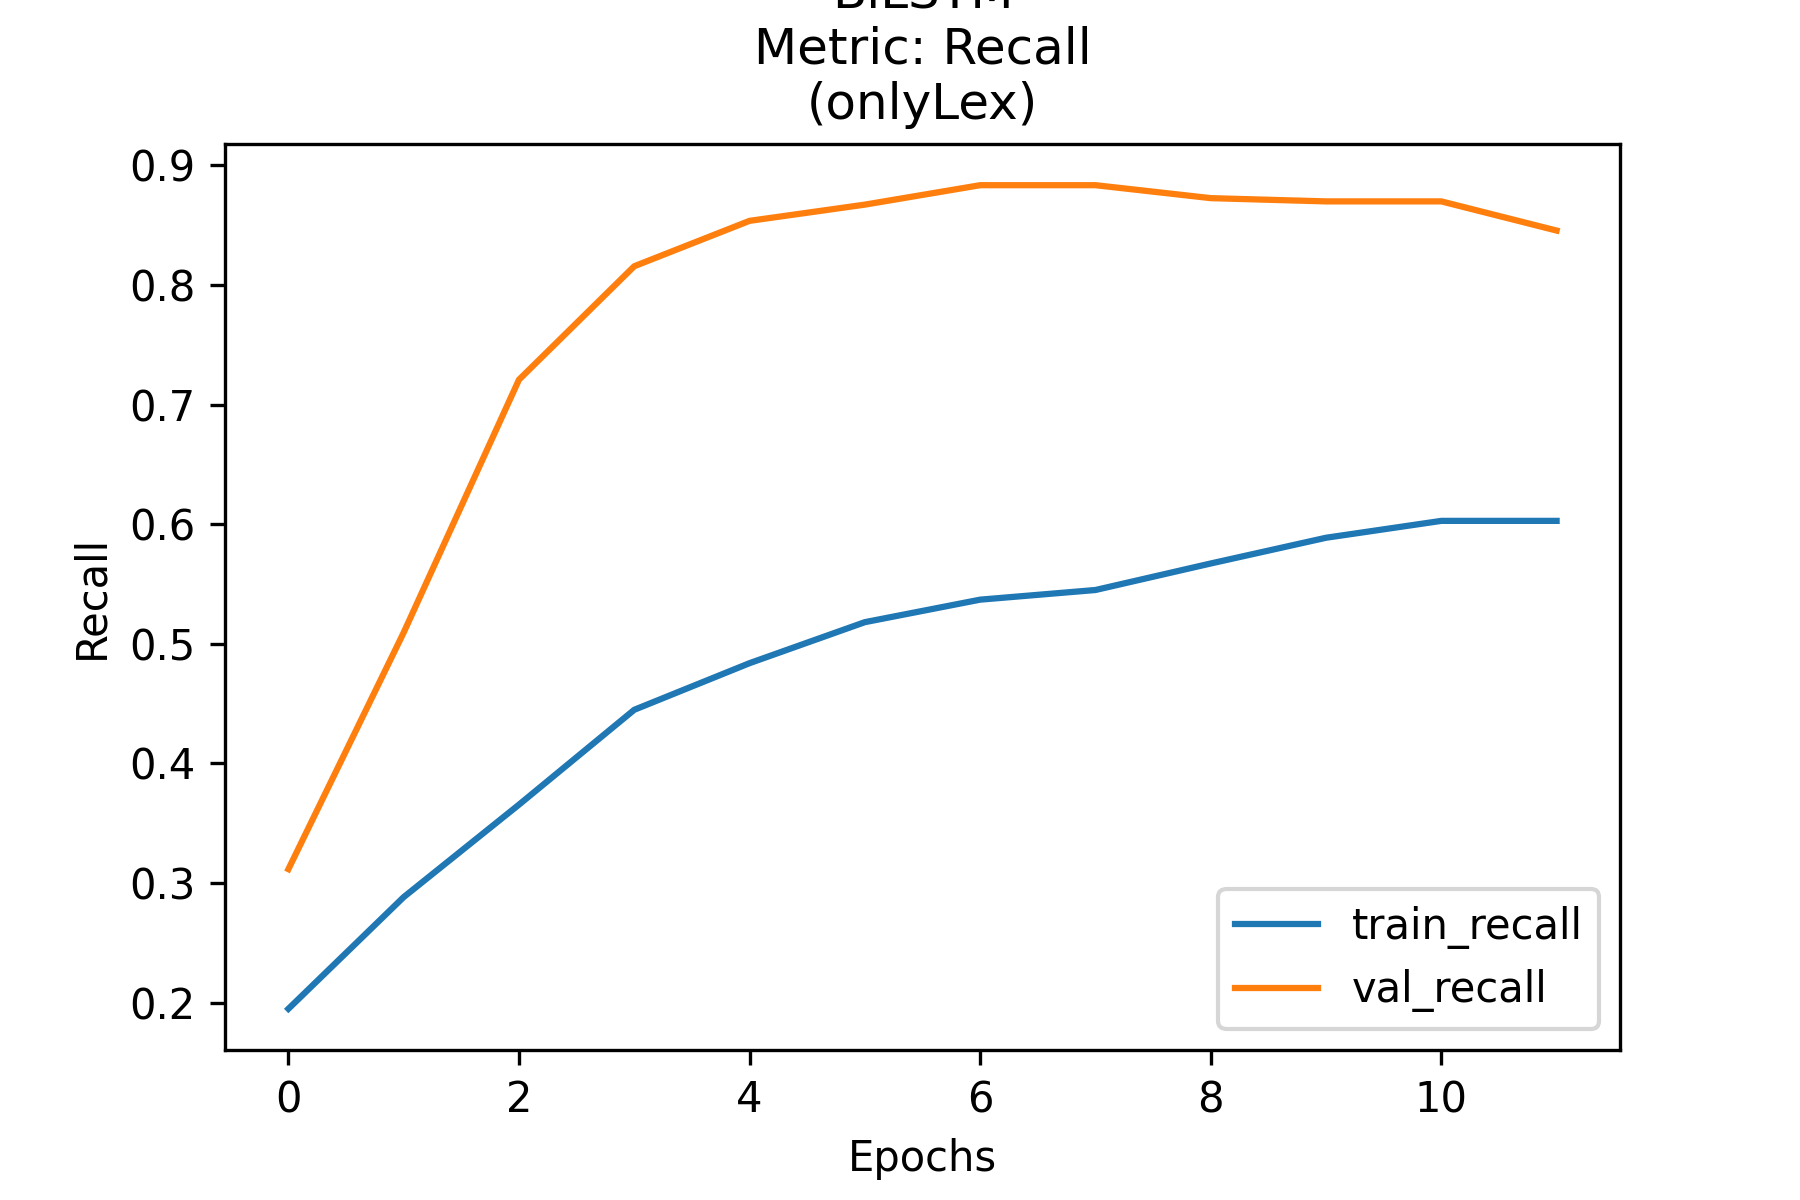 BiLSTM
Metric: Recall
(onlyLex)
0.9
0.8
0.7
0.6
0.5
0.4
0.3
0.2
Recall
train_recall
val_recall
0 2 4 6 8 10
Epochs